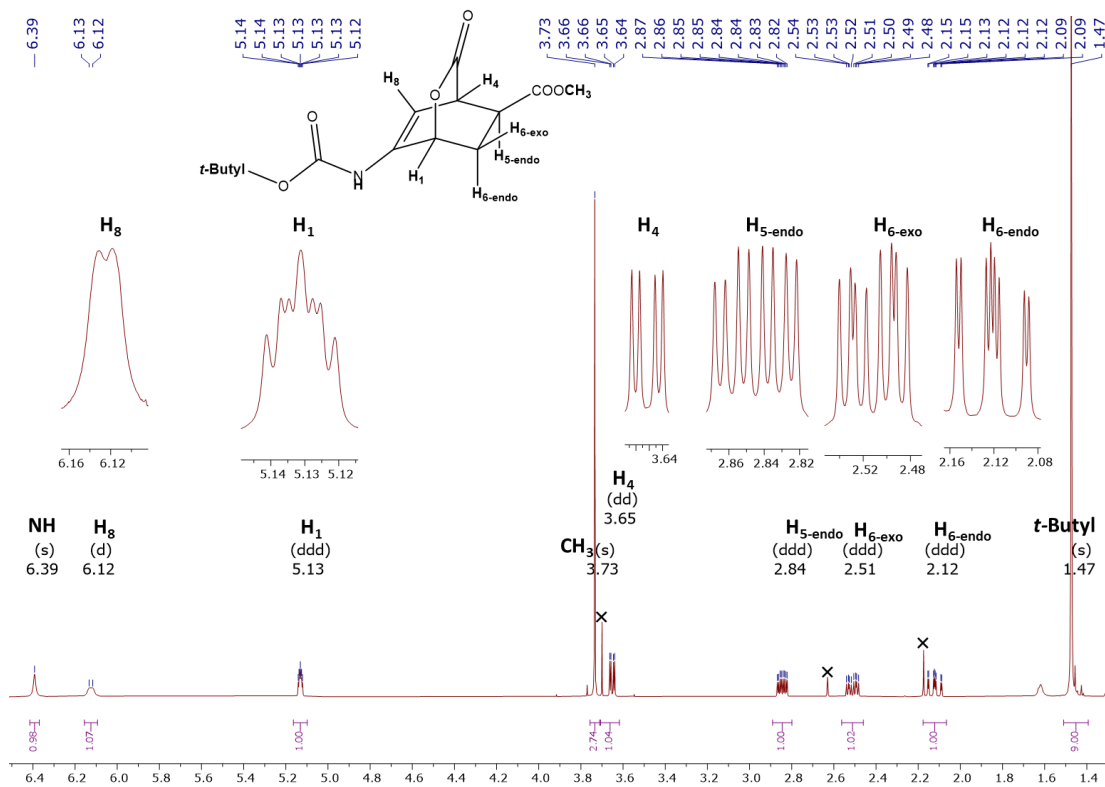 6.39
6.13
6.12
5.14
5.14
5.13
5.13
5.13
5.13
5.12
3.73
3.66
3.66
3.65
3.64
2.87
2.86
2.85
2.85
2.84
2.84
2.83
2.82
2.54
2.53
2.53
2.52
2.51
2.50
2.49
2.48
2.15
2.15
2.13
2.12
2.12
2.12
2.09
2.09
1.47
O
H8
H4
O
COOCH3
O
H6-exo
H5-endo
t-Butyl
O
N
H
H1
H6-endo
H8
H1
H4
H5-endo
H6-exo
H6-endo
6.16 6.12
5.14 5.13 5.12
3.64
2.86 2.84 2.82
2.52 2.48
2.16 2.12 2.08
NH
(s)
6.39
H8
(d)
6.12
H1
(ddd)
5.13
CH3(s)
3.73
H4
(dd)
3.65
H5-endo
(ddd)
2.84
H6-exo
(ddd)
2.51
H6-endo
(ddd)
2.12
t-Butyl
(s)
1.47
0.98
1.07
1.00
2.74
1.04
1.00
1.02
1.00
9.00
6.4 6.2 6.0 5.8 5.6 5.4 5.2 5.0 4.8 4.6 4.4 4.2 4.0 3.8 3.6 3.4 3.2 3.0 2.8 2.6 2.4 2.2 2.0 1.8 1.6 1.4